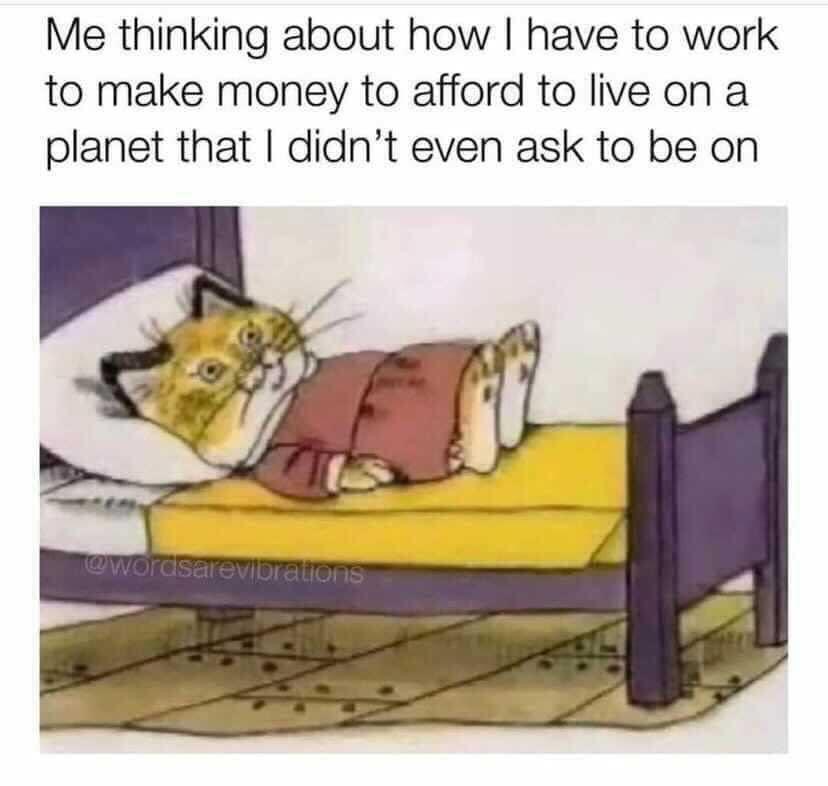 Me thinking about how I have to work
to make money to afford to live on a
planet that I didn’t even ask to be on
@wordsarevibrations